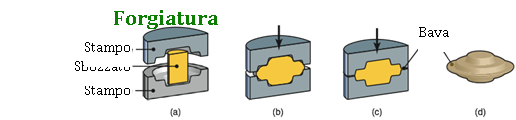 Forgiatura
Stampo
Sbozzato
Stampo
Bava
(a)
(b)
(c)
(d)